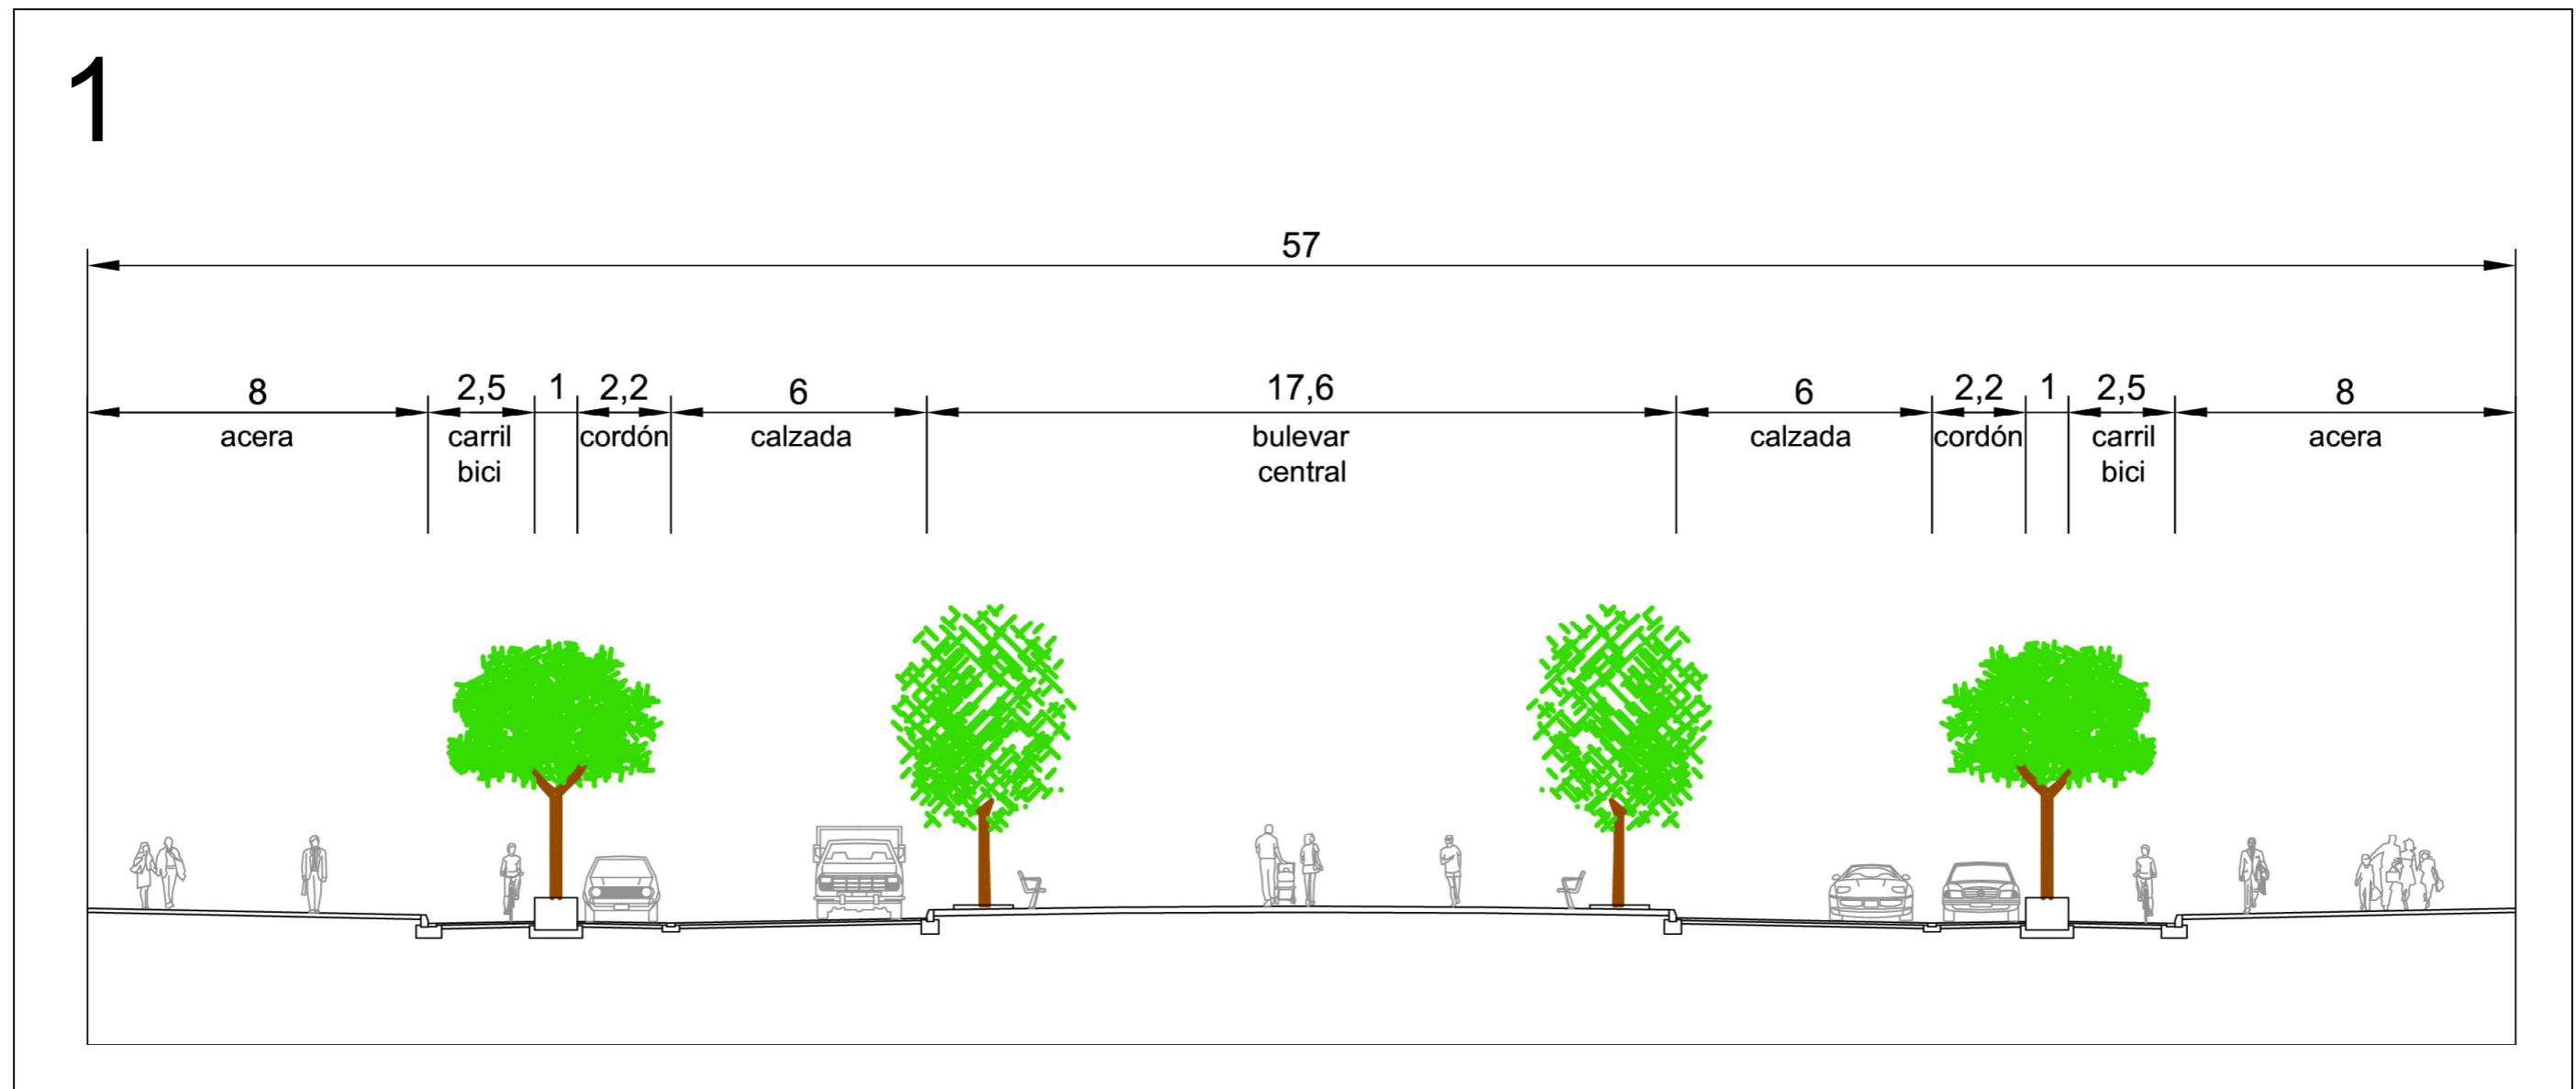 1
57
8 2,5 1 2,2 6 17,6 6 2,2 1 2,5 8
acera carril cordón calzada bulevar calzada cordón carril acera
bici central bici